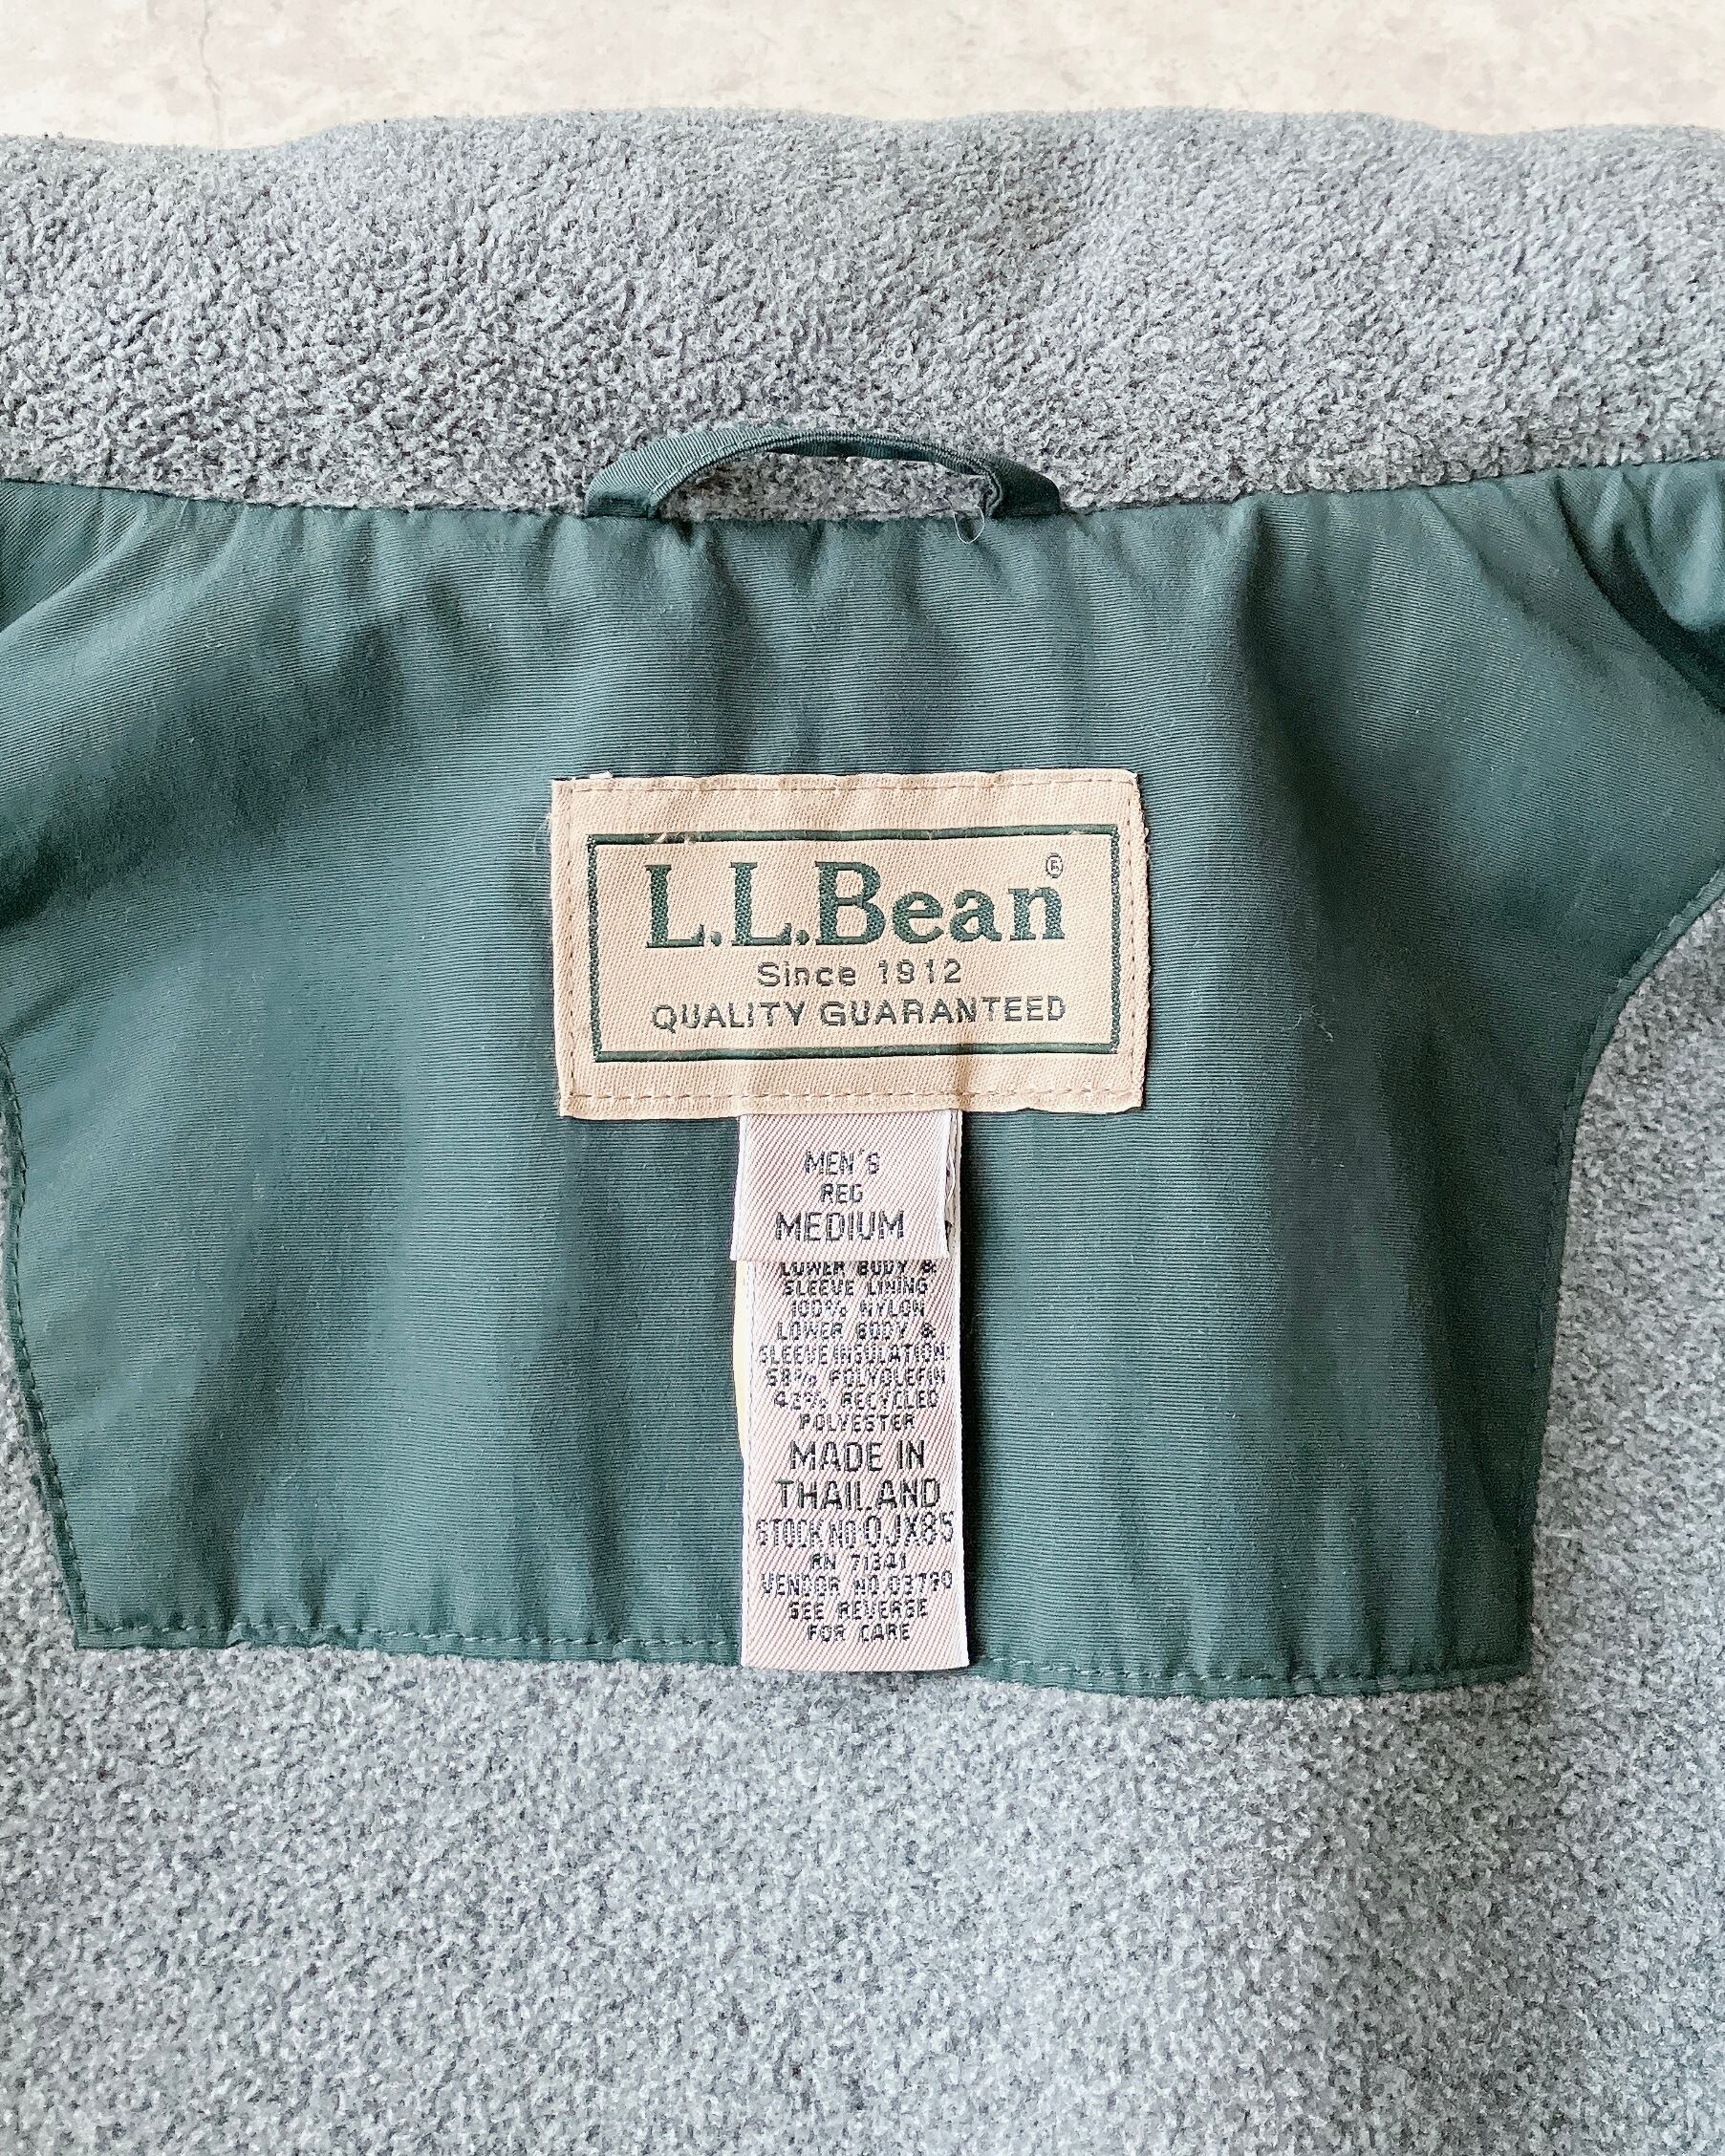 L.L.Bean®
Since 1912
QUALITY GUARANTEED
MEN'S
REG
MEDIUM
LOWER BODY &
SLEEVE LINING
100% NYLON
LOWER BODY &
SLEEVE INSULATION
58% POLYOLEFIN
42% RECYCLED
POLYESTER
MADE IN
THAILAND
STOCK NO 0JX85
RN 71341
VENDOR NO.03790
SEE REVERSE
FOR CARE